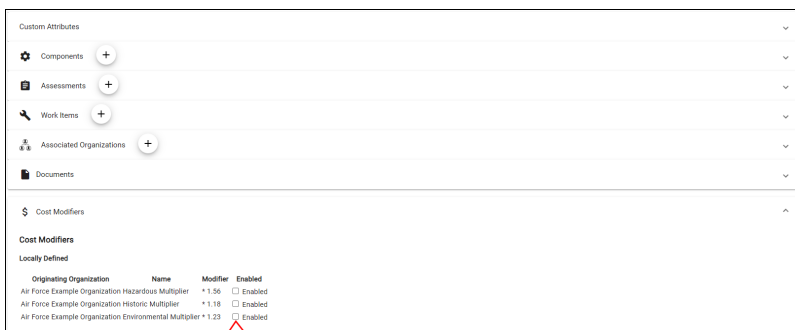 Custom Attributes
Components
Assessments
Work Items
Associated Organizations
Documents
$ Cost Modifiers
Cost Modifiers
Locally Defined
Originating Organization Name Modifier Enabled
Air Force Example Organization Hazardous Multiplier * 1.56 Enabled
Air Force Example Organization Historic Multiplier * 1.18 Enabled
Air Force Example Organization Environmental Multiplier * 1.23 Enabled